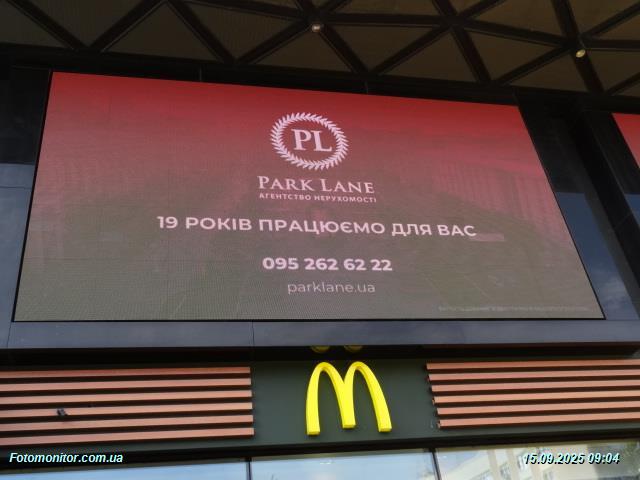 PL
PARK LANE
АГЕНТСТВО НЕРУХОМОСТІ
19 РОКІВ ПРАЦЮЄМО ДЛЯ ВАС
095 262 62 22
parklane.ua
Fotomonitor.com.ua
15.09.2025 09:04